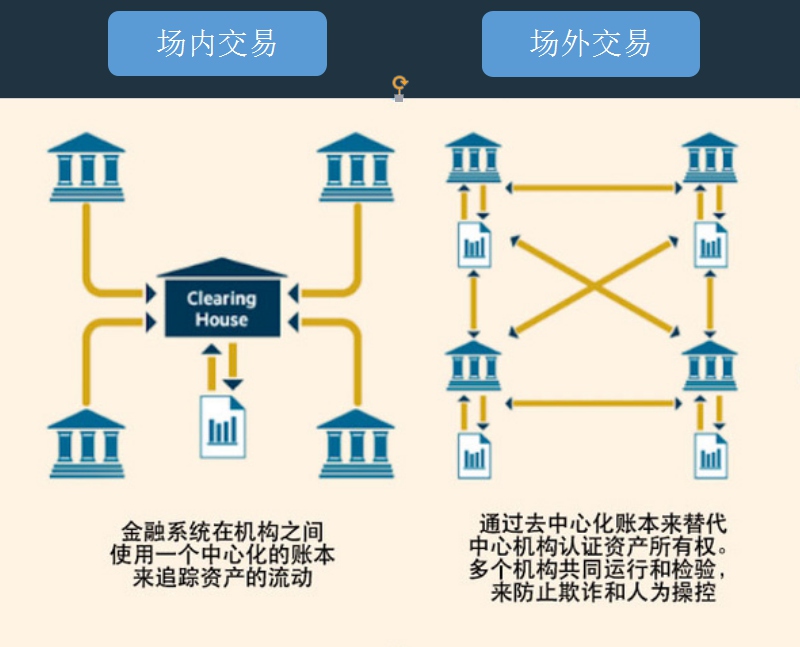 场内交易
场外交易
Clearing
House
金融系统在机构之间
使用一个中心化的账本
来追踪资产的流动
通过去中心化账本来替代
中心机构认证资产所有权。
多个机构共同运行和检验，
来防止欺诈和人为操控